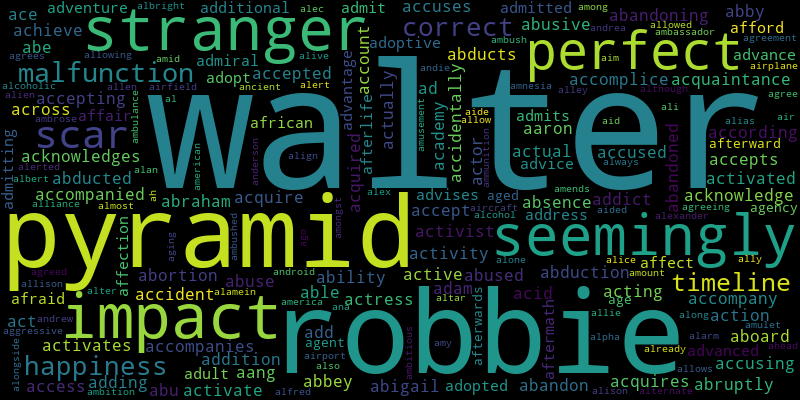 albright alec additional admit accuses admitted among allowed ambassador andrea agreement
ace adventure stranger correct abusive abandoning abby allowing
achieve adoptive ambush perfect afford
agrees abe admiral amid alive account advantage abducts aim advance airplane
malfunction adopt accepted andie accomplice acquaintance
alcoholic allen airfield ancient alert ad amnesia alley although agree
accepting alien al walter accidentally ali
across ambrose ambulance african afterlife actually academy aide allow admits aid alias according air
admitting affair american actor ammunition aaron afterward
scar amusement actual accused abandoned
acknowledges alan anderson align advice always accepts activated
alerted albert abducted acquired alex advises aged absence addict acknowledge
accompanied ah abraham acquire accept aircraft amends agency
alliance almost amongst alcohol address aided alexander agreeing
pyramid activist seemingly
aging ambushed ago activity alone alice affect ally
agreed affection abortion abuse android ability active abused abduction amount timeline
allison alter adam acid
afraid accident alamein able actress altar acting age allie along accompany
act andrew impact america ana afterwards aftermath alpha action amulet
aggressive add robbie already alarm aboard
activates accompanies agent amy advanced ahead
alongside happiness addition airport also ambitious allows accusing
access adding adult aang abbey abigail adopted abandon acquires abruptly
ambition abu activate alfred alison alternate